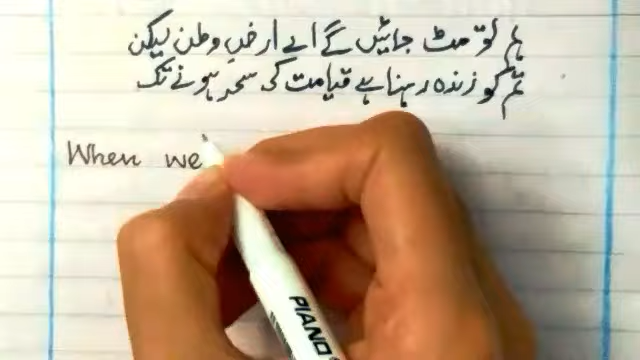 ہم تو مٹ جائیں گے اے ارضِ وطن لیکن
تم کو زندہ رہنا ہے قیامت کی سحر ہونے تک
When we
PIANO